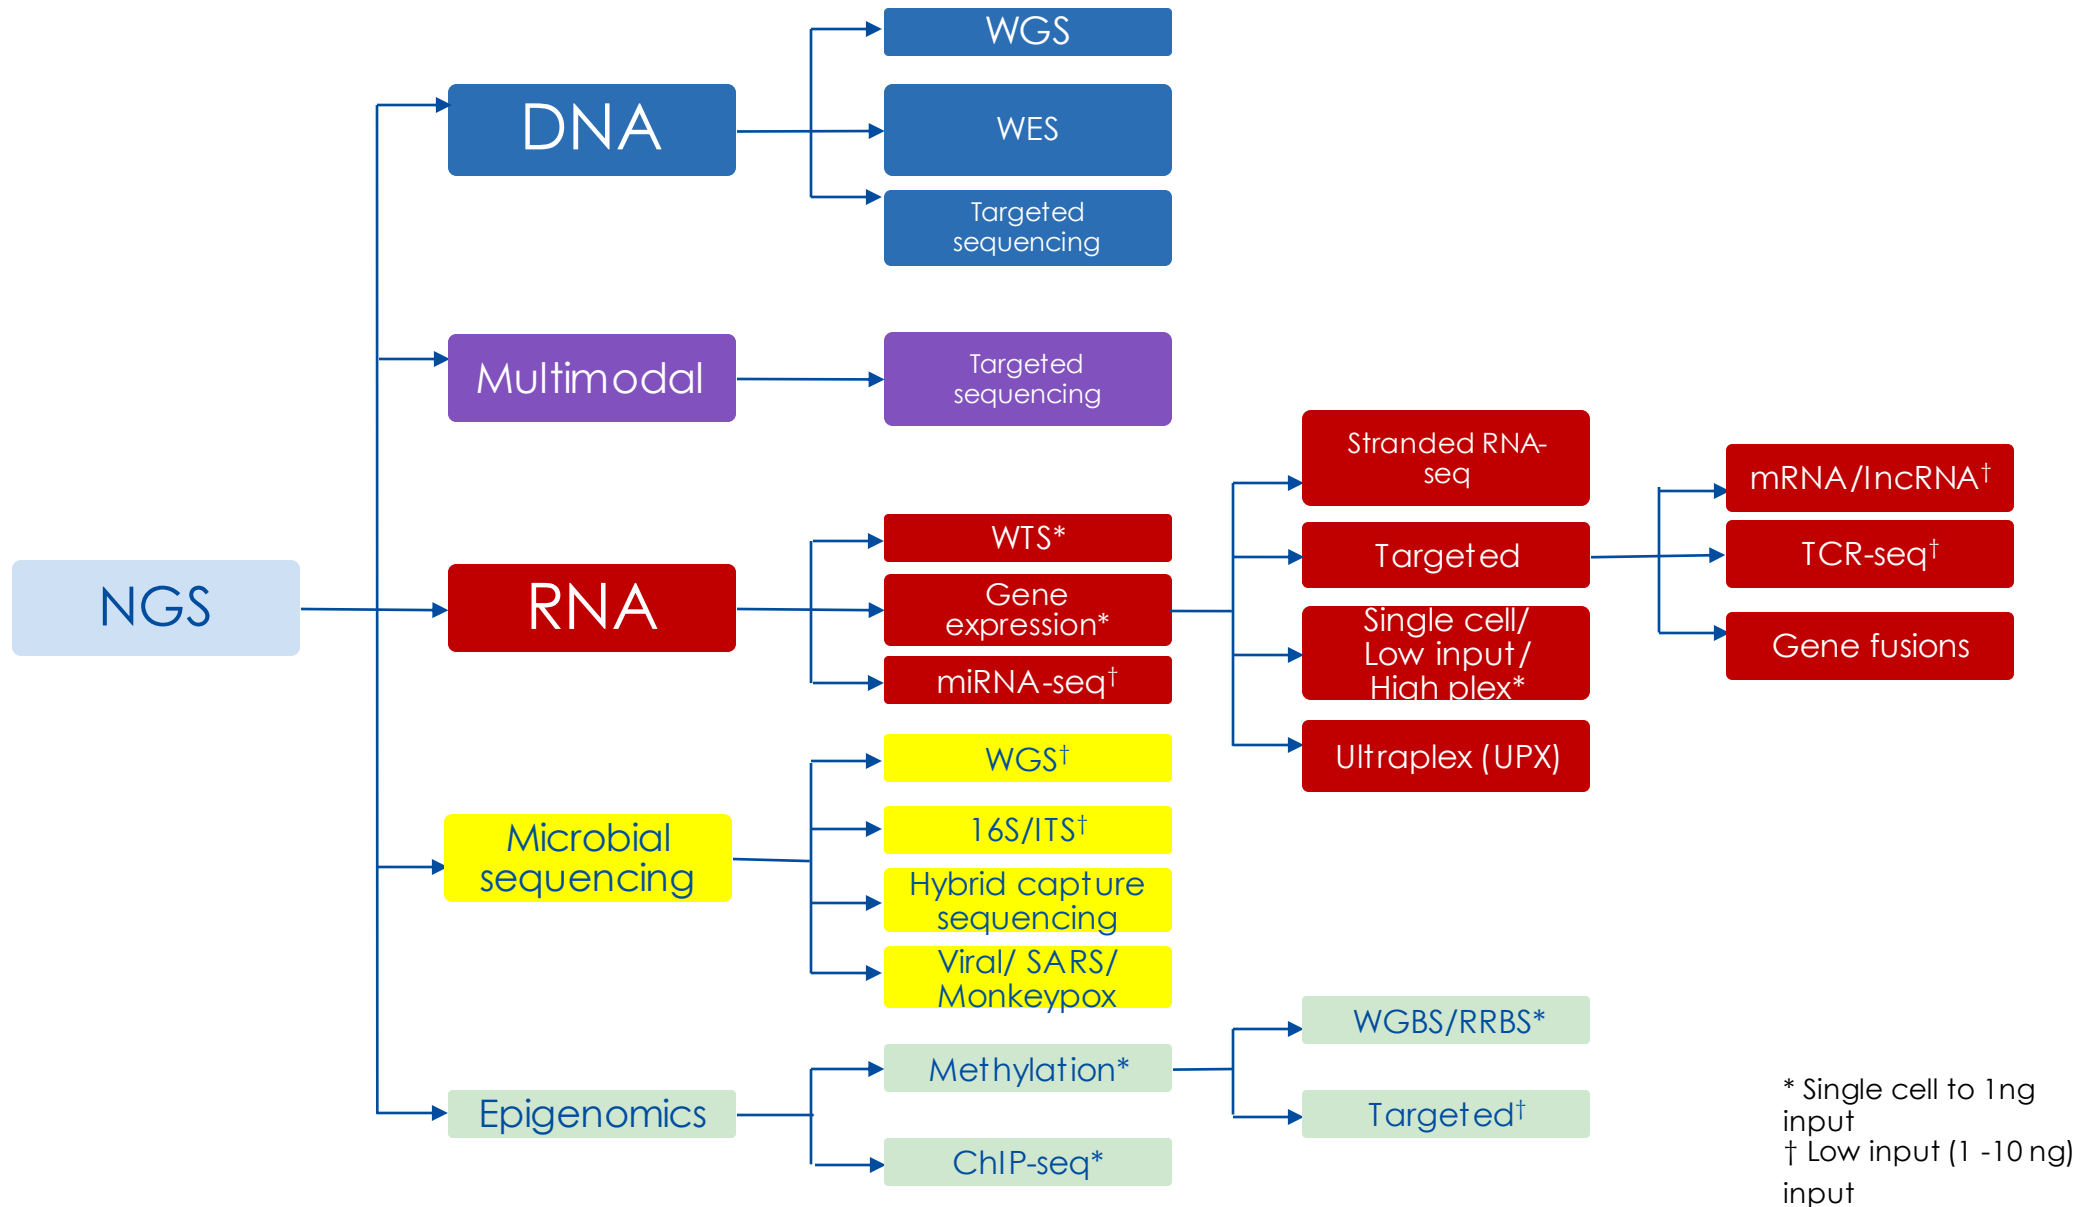 NGS
DNA
WGS
WES
Targeted
sequencing
Multimodal
Targeted
sequencing
RNA
WTS*
Gene
expression*
miRNA-seq†
Stranded RNA-
seq
Targeted
Single cell/
Low input/
High plex*
Ultraplex (UPX)
mRNA/lncRNA†
TCR-seq†
Gene fusions
Microbial
sequencing
WGS†
16S/ITS†
Hybrid capture
sequencing
Viral/ SARS/
Monkeypox
Epigenomics
Methylation*
ChIP-seq*
WGBS/RRBS*
Targeted†
* Single cell to 1ng
input
† Low input (1 -10 ng)
input